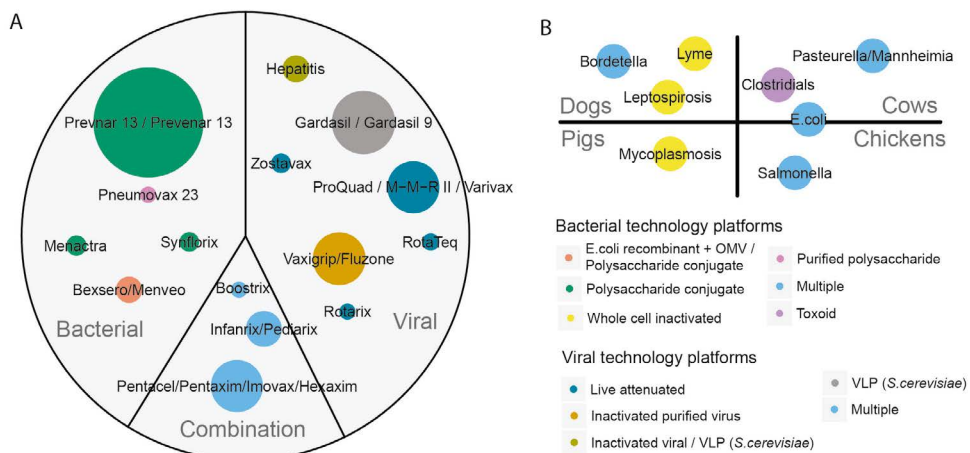 A
Hepatitis
Prevnar 13 / Prevenar 13
Gardasil / Gardasil 9
Zostavax
ProQuad / M−M−R II / Varivax
Pneumovax 23
Menactra
Synflorix
RotaTeq
Vaxigrip/Fluzone
Bexsero/Menveo
Boostrix
Rotarix
Bacterial
Infanrix/Pediarix
Viral
Pentacel/Pentaxim/Imovax/Hexaxim
Combination
B
Bordetella
Lyme
Pasteurella/Mannheimia
Leptospirosis
Clostridials
Dogs
Cows
E.coli
Pigs
Chickens
Mycoplasmosis
Salmonella
Bacterial technology platforms
E.coli recombinant + OMV /
Polysaccharide conjugate
Polysaccharide conjugate
Whole cell inactivated
Purified polysaccharide
Multiple
Toxoid
Viral technology platforms
Live attenuated
Inactivated purified virus
Inactivated viral / VLP (S.cerevisiae)
VLP (S.cerevisiae)
Multiple